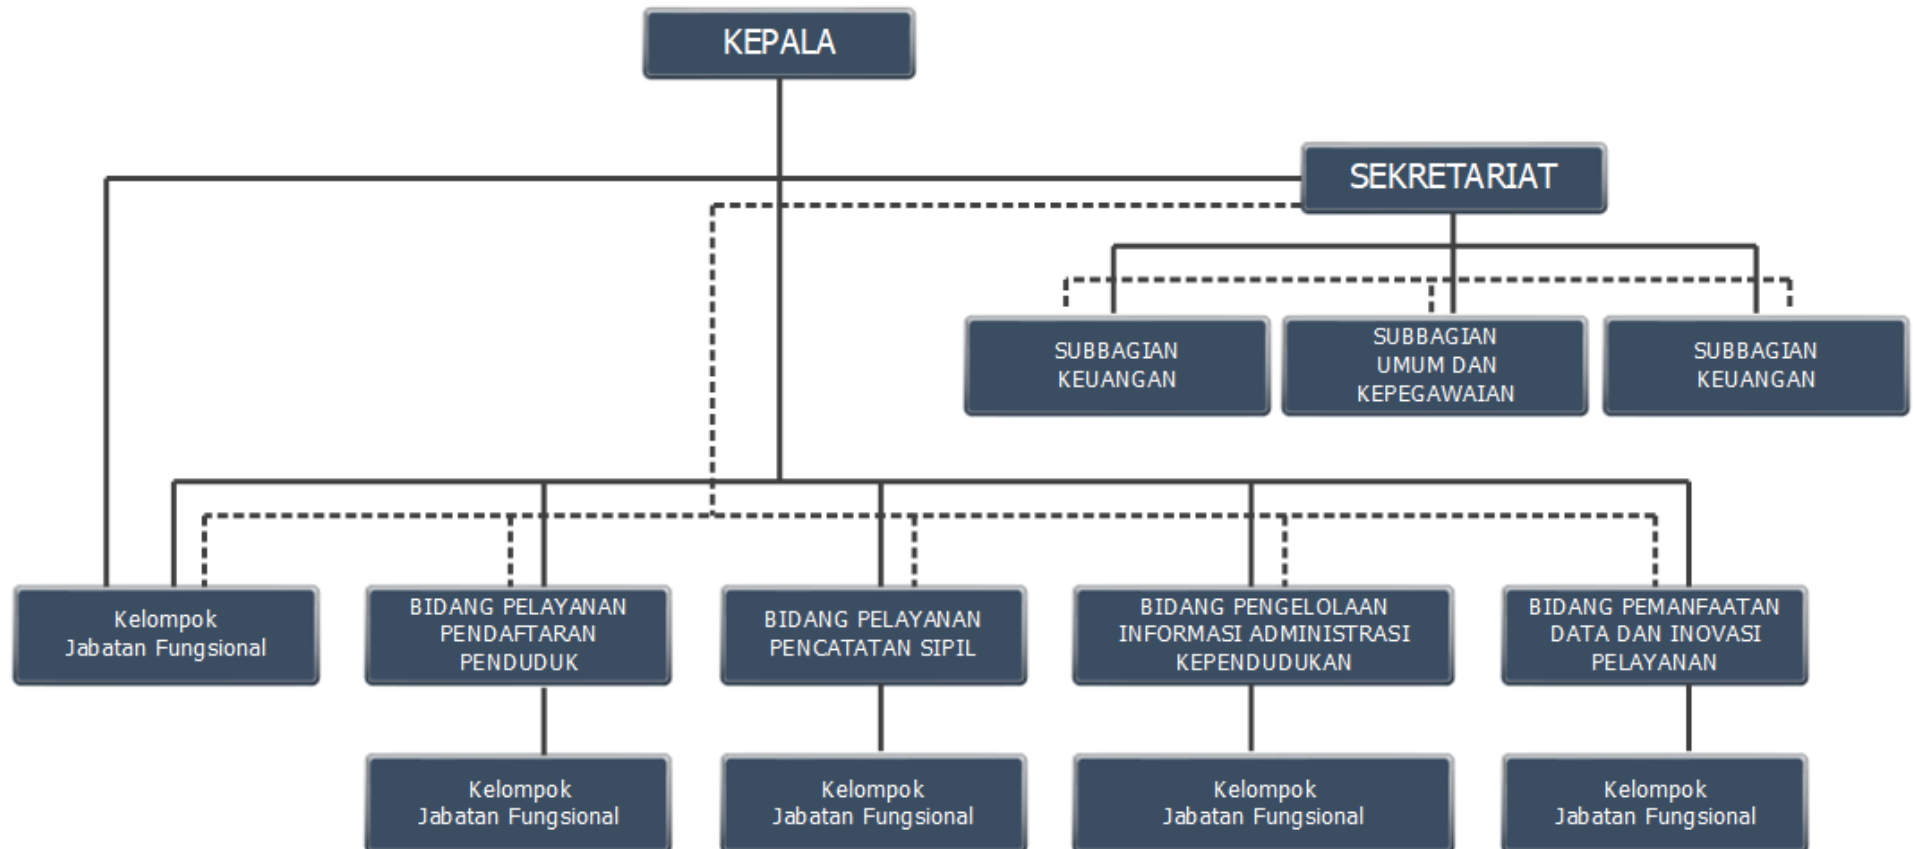 KEPALA
SEKRETARIAT
SUBBAGIAN
KEUANGAN
SUBBAGIAN
UMUM DAN
KEPEGAWAIAN
SUBBAGIAN
KEUANGAN
Kelompok
Jabatan Fungsional
BIDANG PELAYANAN
PENDAFTARAN
PENDUDUK
BIDANG PELAYANAN
PENCATATAN SIPIL
BIDANG PENGELOLAAN
INFORMASI ADMINISTRASI
KEPENDUDUKAN
BIDANG PEMANFAATAN
DATA DAN INOVASI
PELAYANAN
Kelompok
Jabatan Fungsional
Kelompok
Jabatan Fungsional
Kelompok
Jabatan Fungsional
Kelompok
Jabatan Fungsional